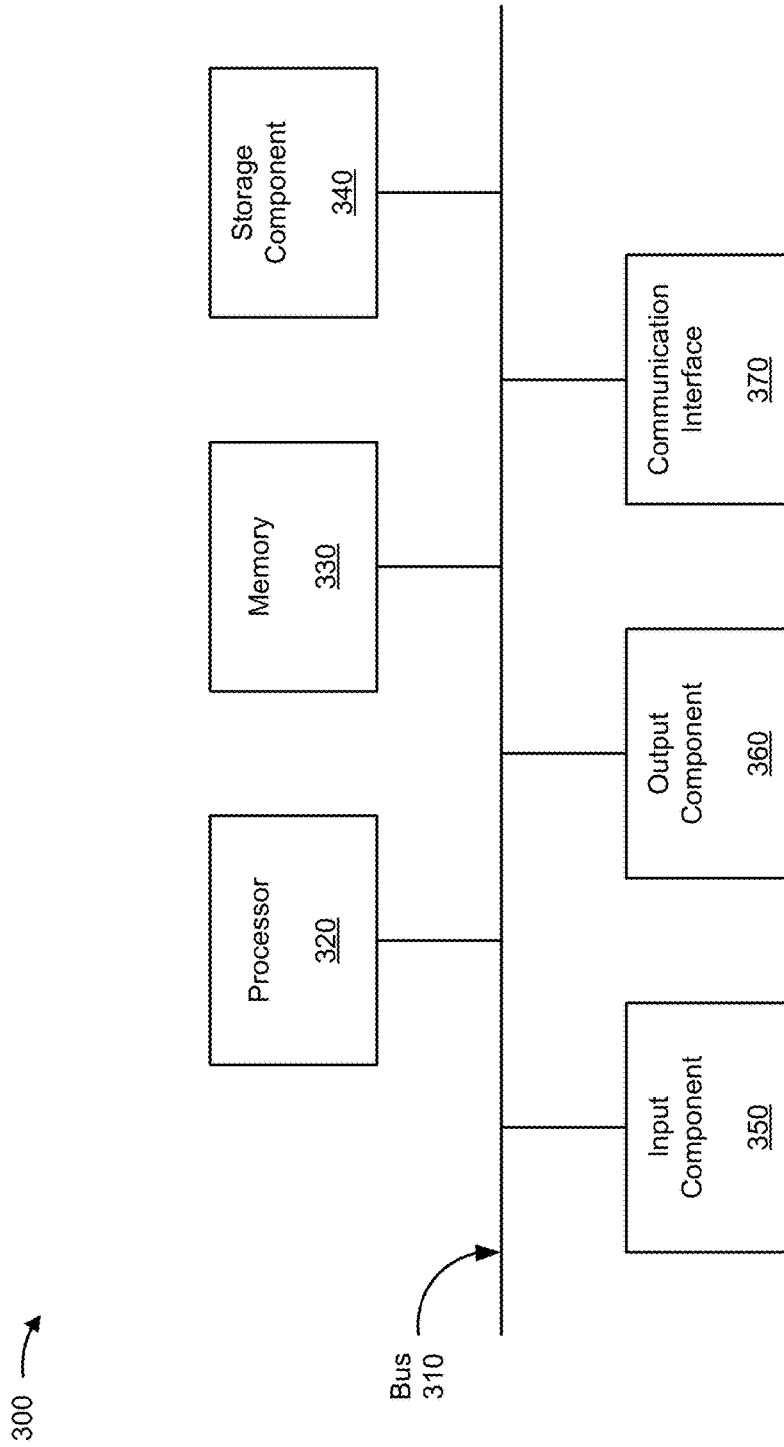 300
Processor
320
Memory
330
Storage
Component
340
Bus
310
Input
Component
350
Output
Component
360
Communication
Interface
370